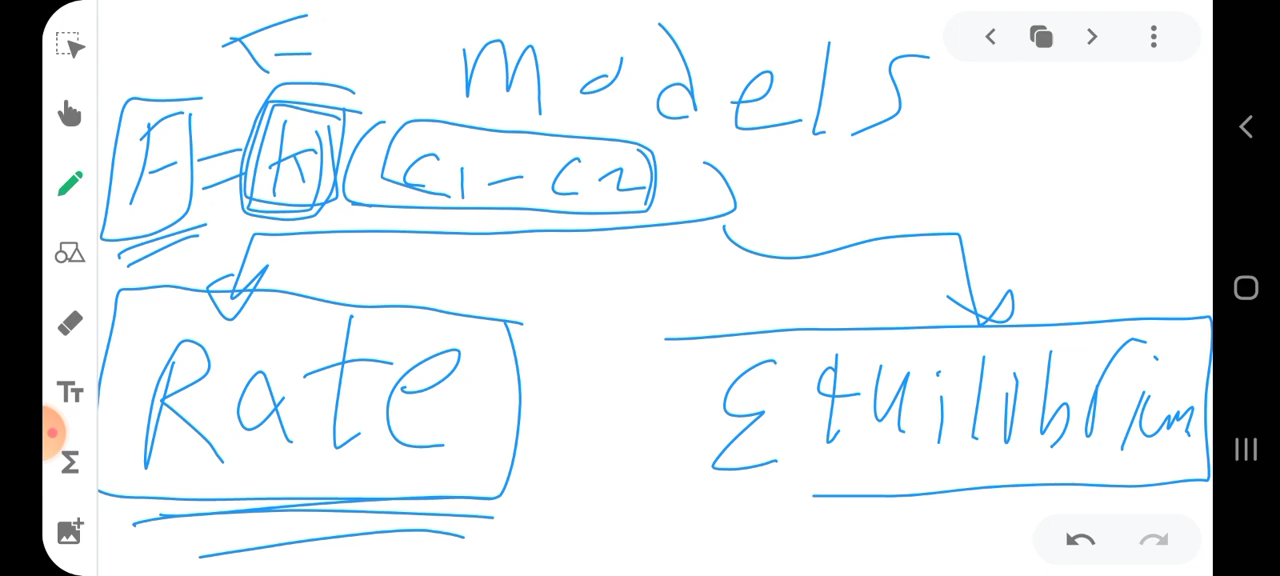 Models
F = K (C1 - C2)
Rate
Equilibrium